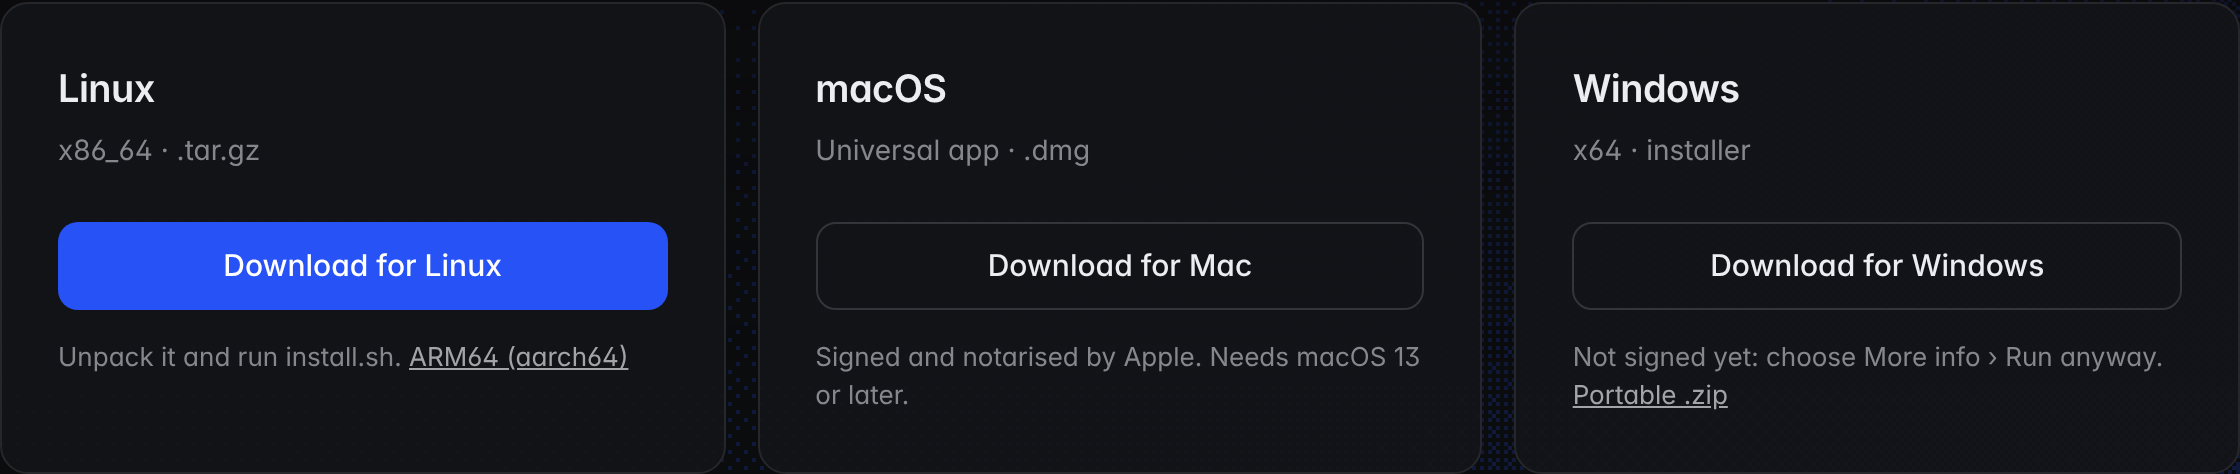 Linux
x86_64 · .tar.gz
Download for Linux
Unpack it and run install.sh. ARM64 (aarch64)
macOS
Universal app · .dmg
Download for Mac
Signed and notarised by Apple. Needs macOS 13
or later.
Windows
x64 · installer
Download for Windows
Not signed yet: choose More info › Run anyway.
Portable .zip